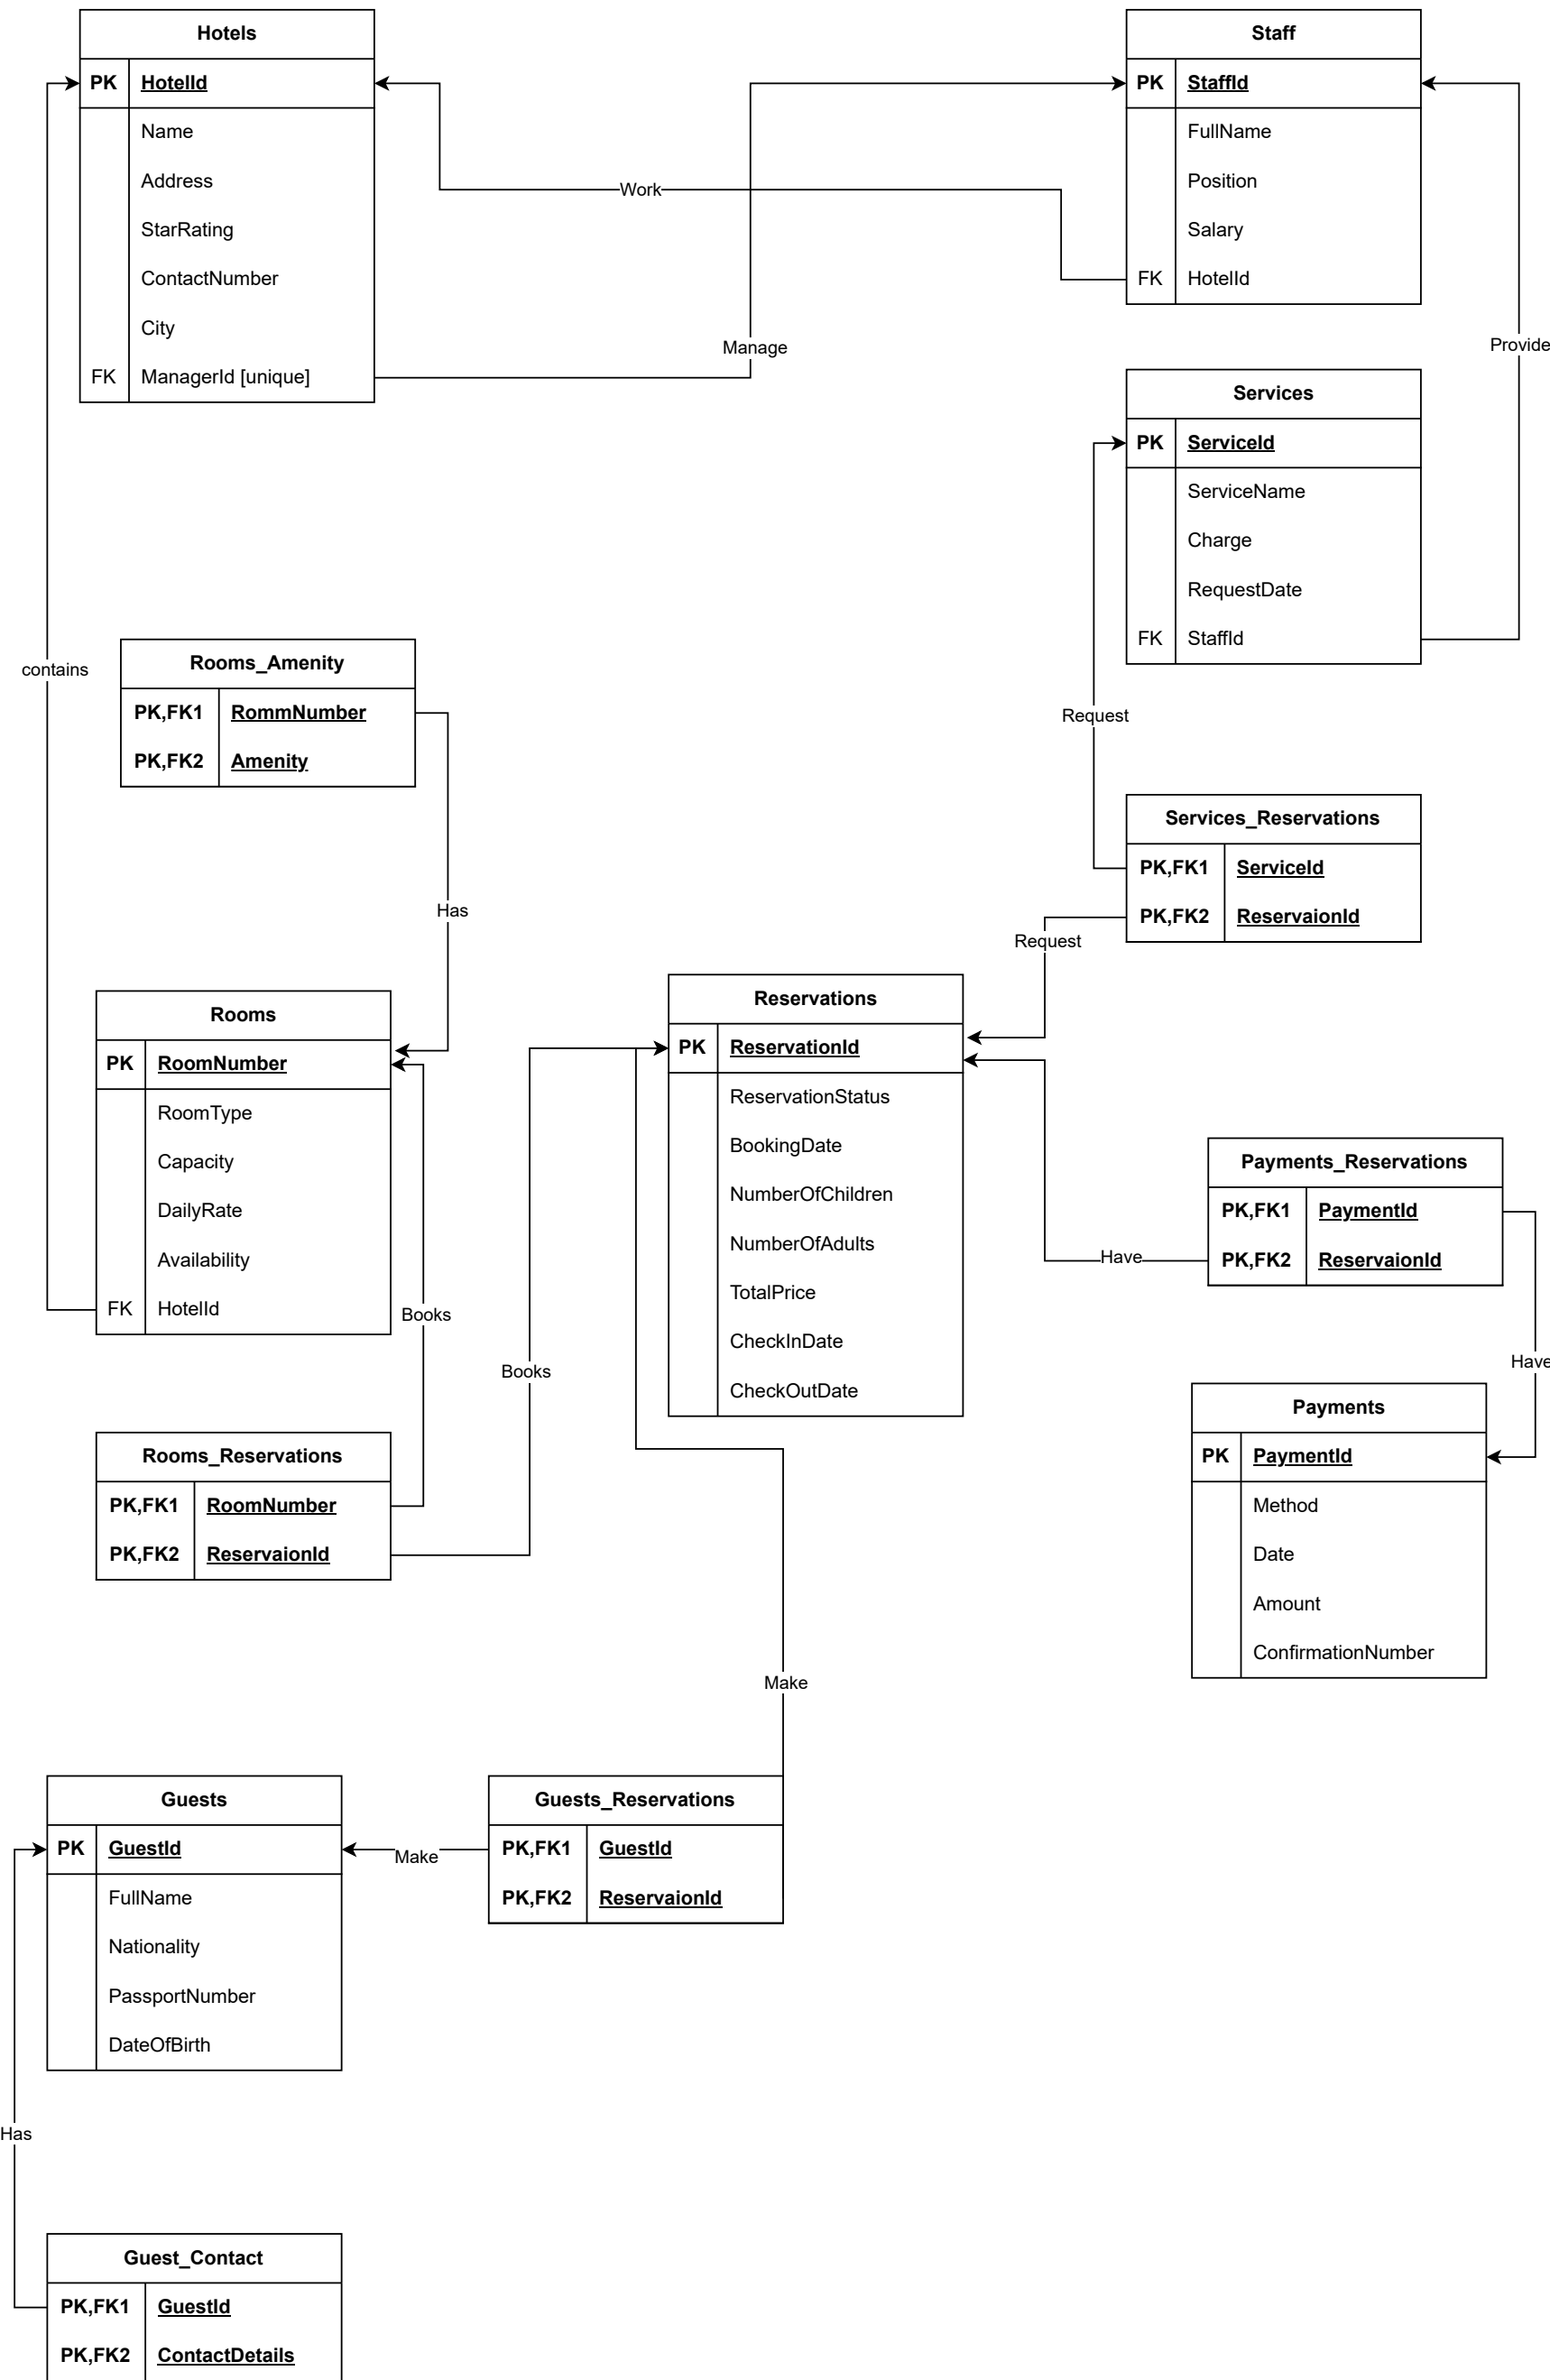 Hotels
PK HotelId
Name
Address
StarRating
ContactNumber
City
FK ManagerId [unique]
Staff
PK StaffId
FullName
Position
Salary
FK HotelId
Work
Manage
Provide
Services
PK ServiceId
ServiceName
Charge
RequestDate
FK StaffId
contains
Rooms_Amenity
PK,FK1 RommNumber
PK,FK2 Amenity
Request
Services_Reservations
PK,FK1 ServiceId
PK,FK2 ReservaionId
Has
Request
Rooms
PK RoomNumber
RoomType
Capacity
DailyRate
Availability
FK HotelId
Reservations
PK ReservationId
ReservationStatus
BookingDate
NumberOfChildren
NumberOfAdults
TotalPrice
CheckInDate
CheckOutDate
Payments_Reservations
PK,FK1 PaymentId
PK,FK2 ReservaionId
Have
Books
Books
Have
Payments
PK PaymentId
Method
Date
Amount
ConfirmationNumber
Rooms_Reservations
PK,FK1 RoomNumber
PK,FK2 ReservaionId
Make
Guests
PK GuestId
FullName
Nationality
PassportNumber
DateOfBirth
Make
Guests_Reservations
PK,FK1 GuestId
PK,FK2 ReservaionId
Has
Guest_Contact
PK,FK1 GuestId
PK,FK2 ContactDetails